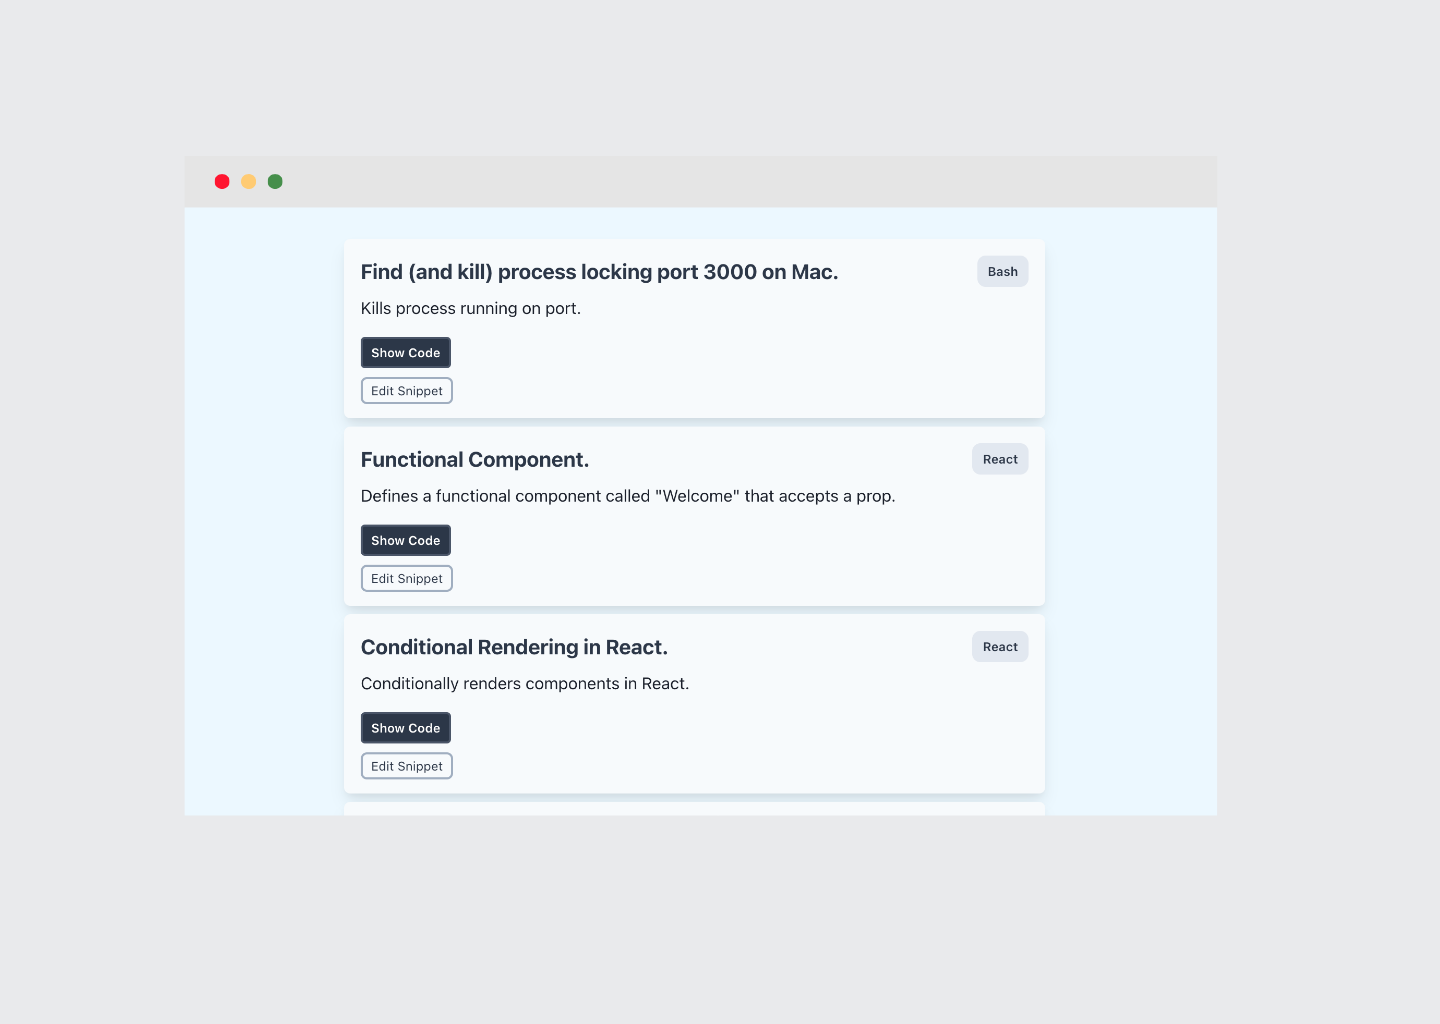 Find (and kill) process locking port 3000 on Mac.
Bash
Kills process running on port.
Show Code
Edit Snippet
Functional Component.
React
Defines a functional component called "Welcome" that accepts a prop.
Show Code
Edit Snippet
Conditional Rendering in React.
React
Conditionally renders components in React.
Show Code
Edit Snippet